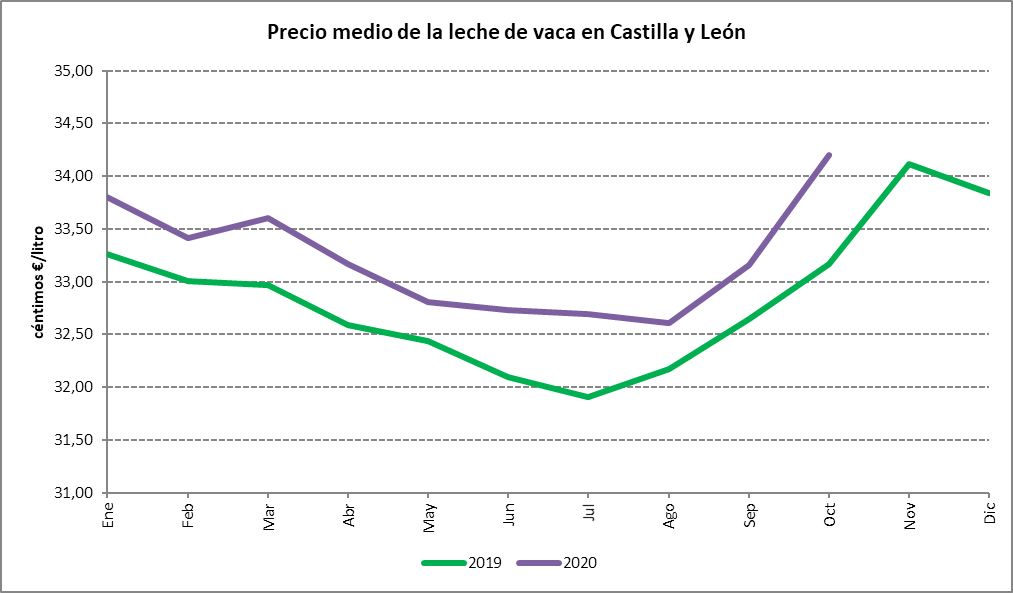 Precio medio de la leche de vaca en Castilla y León
céntimos €/litro
35,00
34,50
34,00
33,50
33,00
32,50
32,00
31,50
31,00
Ene
Feb
Mar
Abr
May
Jun
Jul
Ago
Sep
Oct
Nov
Dic
2019
2020